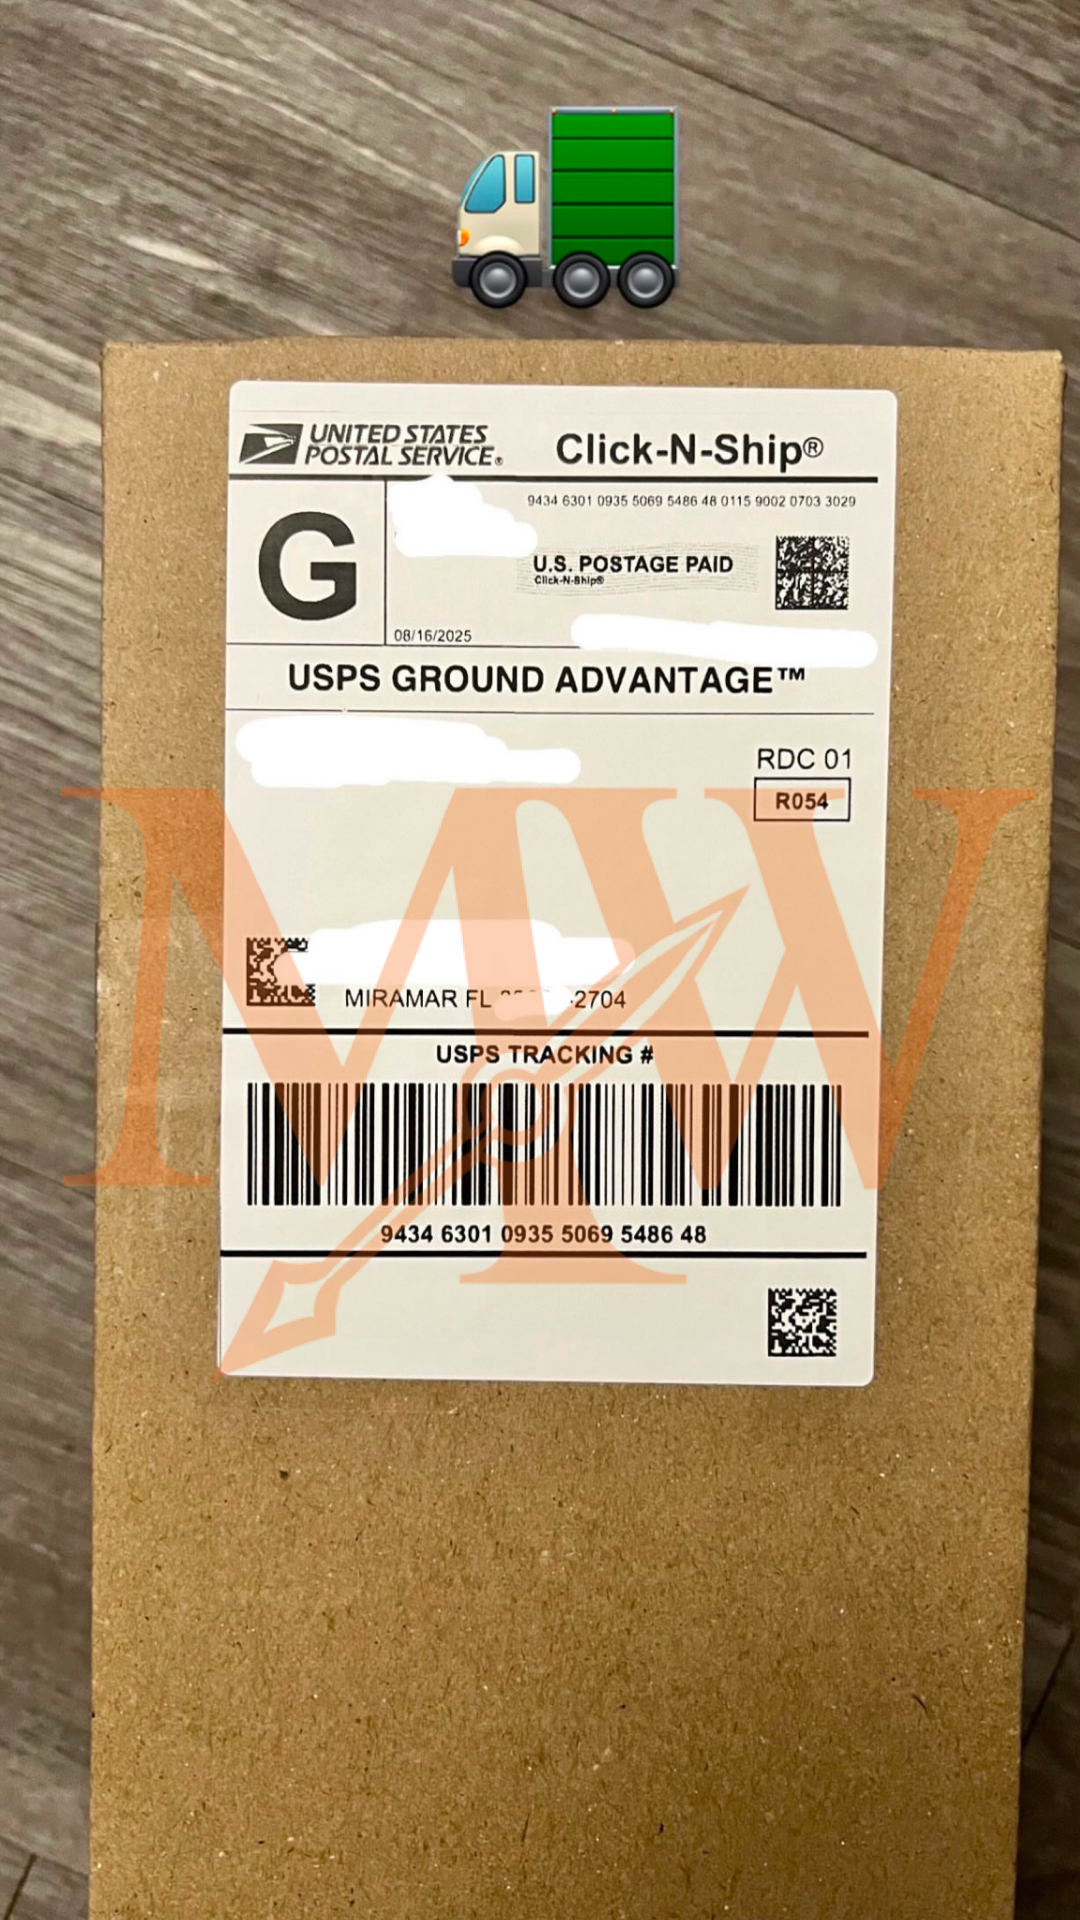 UNITED STATES
POSTAL SERVICE®
Click-N-Ship®
9434 6301 0935 5069 5486 48 0115 9002 0703 3029
G
U.S. POSTAGE PAID
Click-N-Ship®
08/16/2025
USPS GROUND ADVANTAGE™
RDC 01
R054
MIRAMAR FL -2704
USPS TRACKING #
9434 6301 0935 5069 5486 48
MW